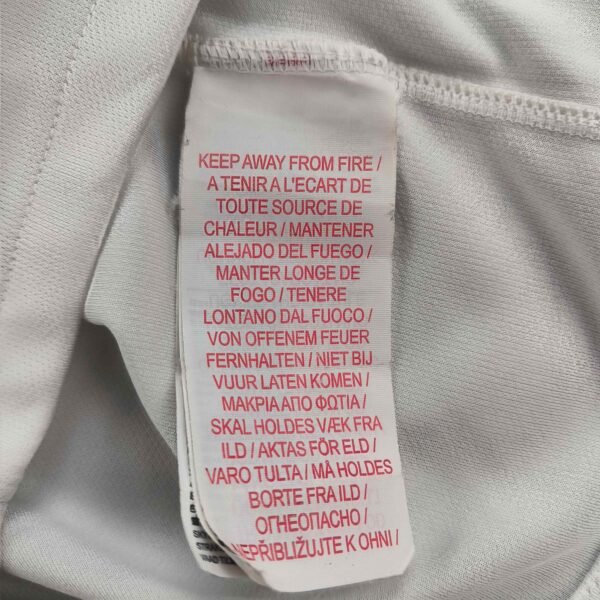 KEEP AWAY FROM FIRE /
A TENIR A L'ECART DE
TOUTE SOURCE DE
CHALEUR / MANTENER
ALEJADO DEL FUEGO /
MANTER LONGE DE
FOGO / TENERE
LONTANO DAL FUOCO /
VON OFFENEM FEUER
FERNHALTEN / NIET BIJ
VUUR LATEN KOMEN /
ΜΑΚΡΙΑ ΑΠΟ ΦΩΤΙΑ /
SKAL HOLDES VÆK FRA
ILD / AKTAS FÖR ELD /
VARO TULTA / MÅ HOLDES
BORTE FRA ILD /
ОГНЕОПАСНО /
NEPŘIBLIŽUJTE K OHNI /